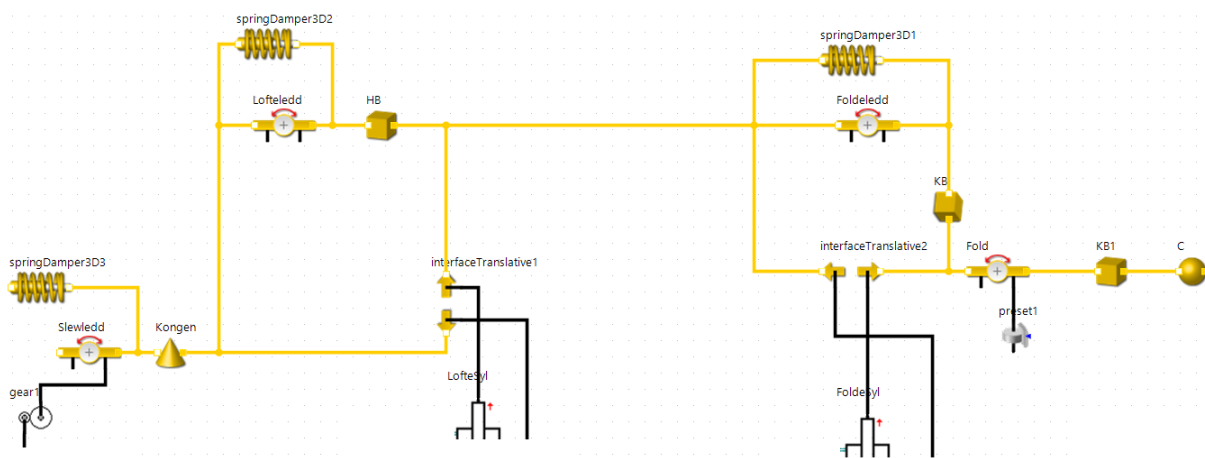 springDamper3D2
springDamper3D1
Lofteledd
HB
Foldeledd
KB
springDamper3D3
interfaceTranslative1
interfaceTranslative2
Fold
KB1
C
Slewledd
Kongen
preset1
gear1
LofteSyl
FoldeSyl